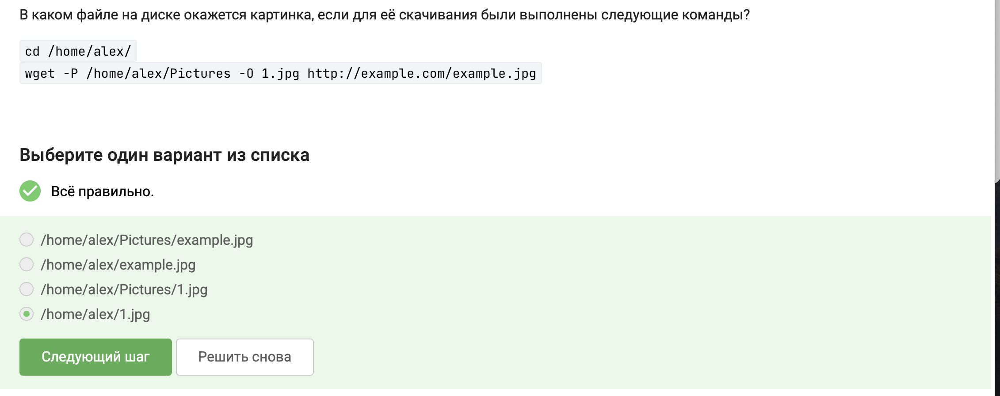 В каком файле на диске окажется картинка, если для её скачивания были выполнены следующие команды?
cd /home/alex/
wget -P /home/alex/Pictures -O 1.jpg http://example.com/example.jpg
Выберите один вариант из списка
Всё правильно.
/home/alex/Pictures/example.jpg
/home/alex/example.jpg
/home/alex/Pictures/1.jpg
/home/alex/1.jpg
Следующий шаг
Решить снова